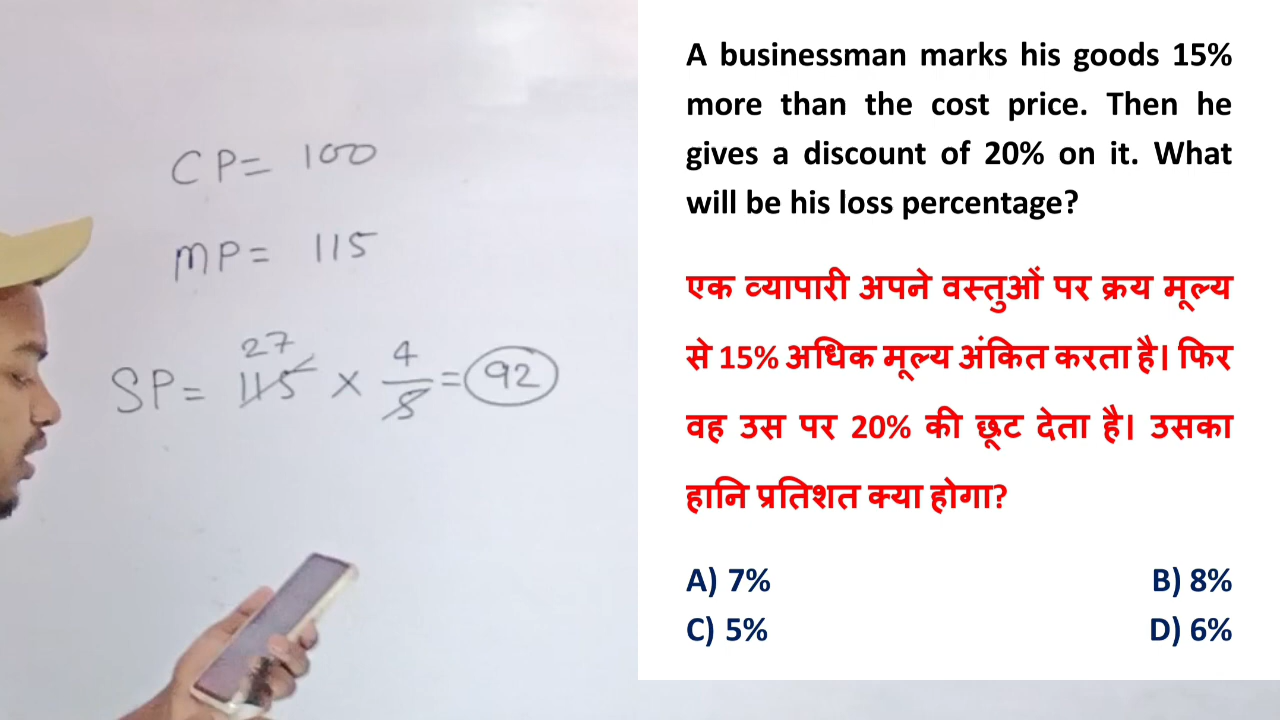 CP= 100
MP= 115
27
SP= 115 x 4/5 = 92
A businessman marks his goods 15%
more than the cost price. Then he
gives a discount of 20% on it. What
will be his loss percentage?
एक व्यापारी अपने वस्तुओं पर क्रय मूल्य
से 15% अधिक मूल्य अंकित करता है। फिर
वह उस पर 20% की छूट देता है। उसका
हानि प्रतिशत क्या होगा?
A) 7% B) 8%
C) 5% D) 6%